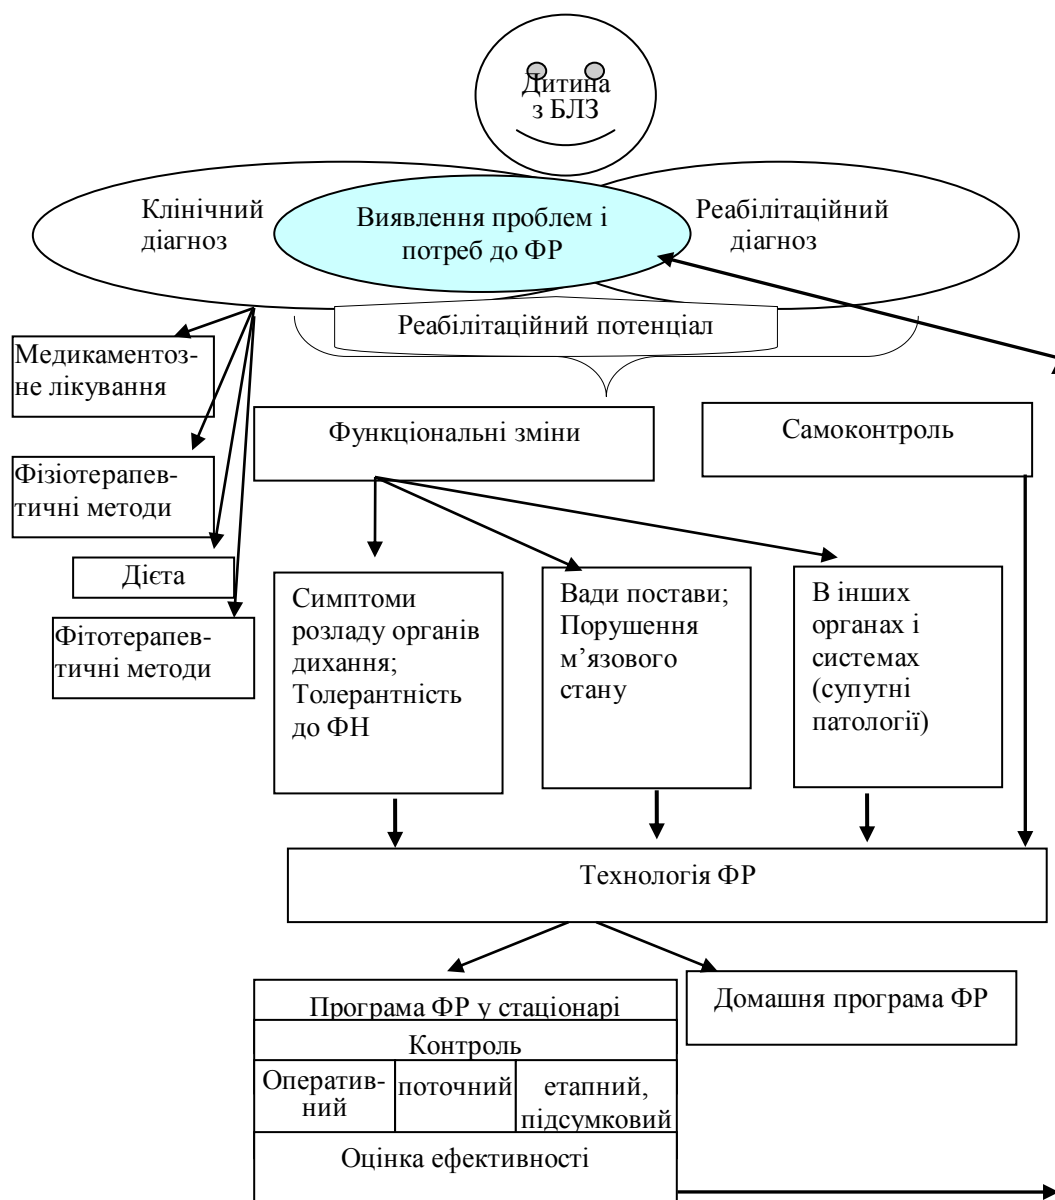 Дитина
з БЛЗ
Клінічний
діагноз
Виявлення проблем і
потреб до ФР
Реабілітаційний
діагноз
Реабілітаційний потенціал
Медикаментоз-
не лікування
Фізіотерапев-
тичні методи
Дієта
Фітотерапев-
тичні методи
Функціональні зміни
Самоконтроль
Симптоми
розладу органів
дихання;
Толерантність
до ФН
Вади постави;
Порушення
м’язового
стану
В інших
органах і
системах
(супутні
патології)
Технологія ФР
Програма ФР у стаціонарі
Домашня програма ФР
Контроль
Оператив-
ний
поточний
етапний,
підсумковий
Оцінка ефективності